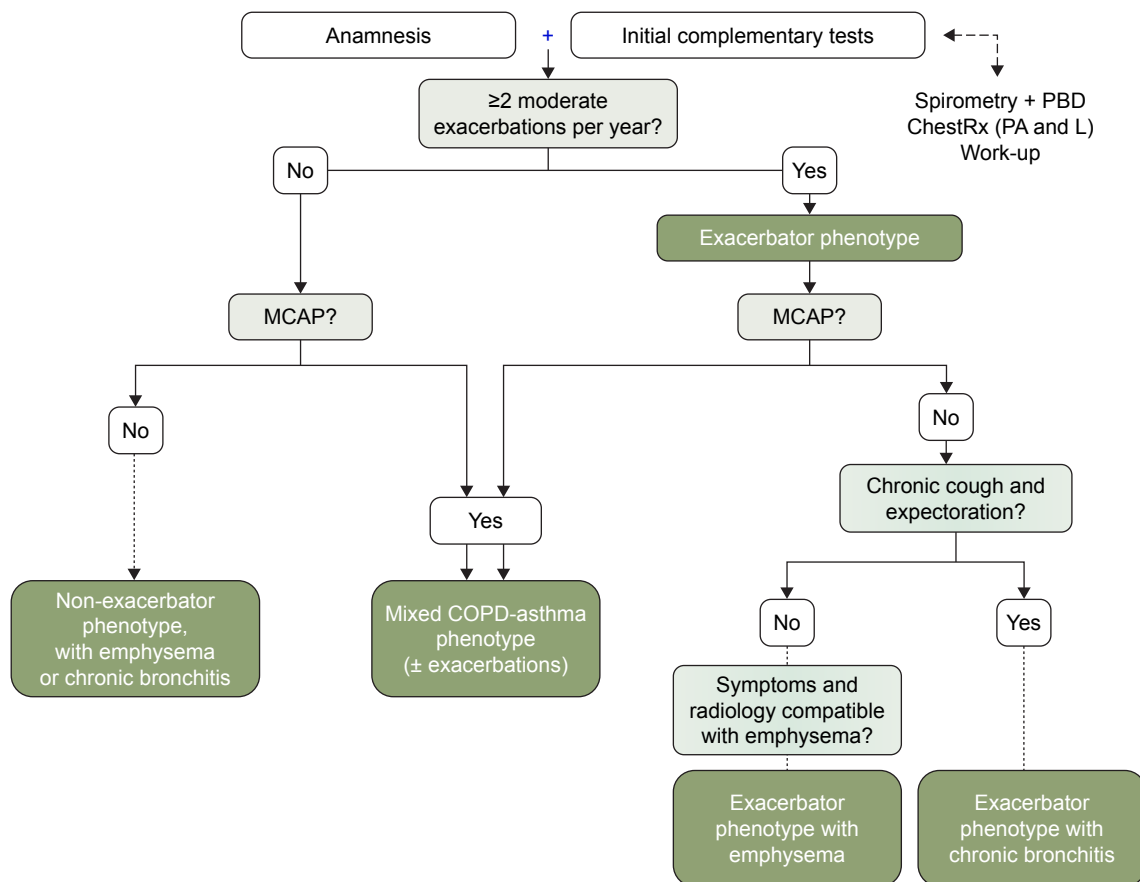 Anamnesis
+
Initial complementary tests
Spirometry + PBD
ChestRx (PA and L)
Work-up
≥2 moderate
exacerbations per year?
No
Yes
Exacerbator phenotype
MCAP?
MCAP?
No
No
Yes
Chronic cough and
expectoration?
Non-exacerbator
phenotype,
with emphysema
or chronic bronchitis
Mixed COPD-asthma
phenotype
(± exacerbations)
No
Yes
Symptoms and
radiology compatible
with emphysema?
Exacerbator
phenotype with
emphysema
Exacerbator
phenotype with
chronic bronchitis